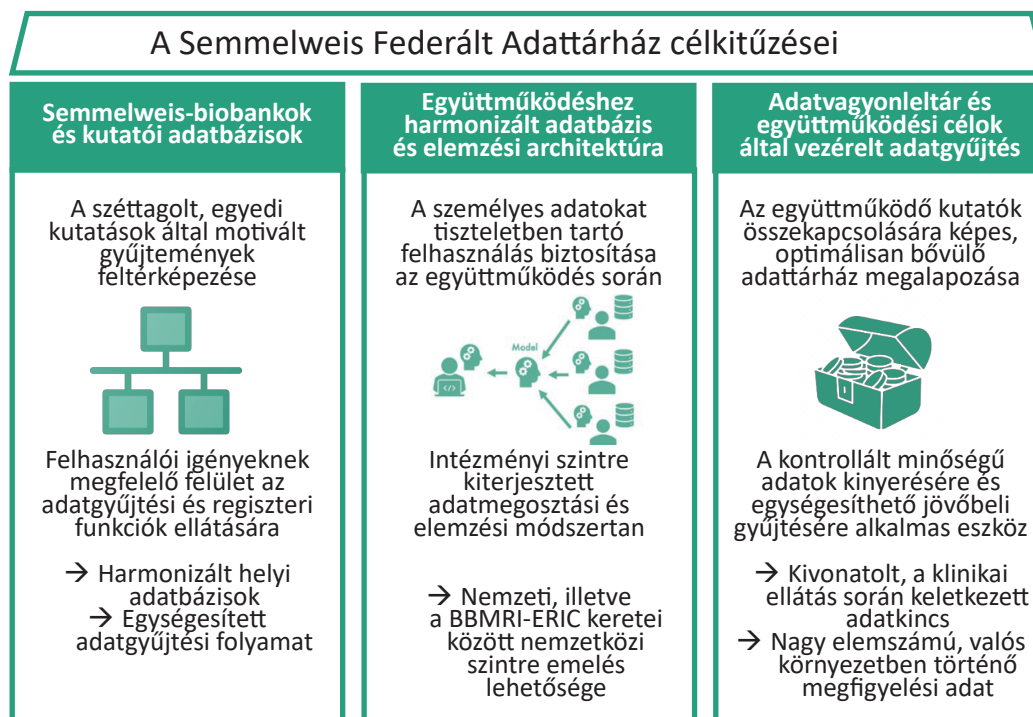 A Semmelweis Federált Adattárház célkitűzései
Semmelweis-biobankok
és kutatói adatbázisok
A széttagolt, egyedi
kutatások által motivált
gyűjtemények
feltérképezése
Felhasználói igényeknek
megfelelő felület az
adatgyűjtési és regiszteri
funkciók ellátására
→ Harmonizált helyi
adatbázisok
→ Egységesített
adatgyűjtési folyamat
Együttműködéshez
harmonizált adatbázis
és elemzési architektúra
A személyes adatokat
tiszteletben tartó
felhasználás biztosítása
az együttműködés során
Model
</>
Intézményi szintre
kiterjesztett
adatmegosztási és
elemzési módszertan
→ Nemzeti, illetve
a BBMRI-ERIC keretei
között nemzetközi
szintre emelés
lehetősége
Adatvagyonleltár és
együttműködési célok
által vezérelt adatgyűjtés
Az együttműködő kutatók
összekapcsolására képes,
optimálisan bővülő
adattárház megalapozása
A kontrollált minőségű
adatok kinyerésére és
egységesíthető jövőbeli
gyűjtésére alkalmas eszköz
→ Kivonatolt, a klinikai
ellátás során keletkezett
adatkincs
→ Nagy elemszámú, valós
környezetben történő
megfigyelési adat